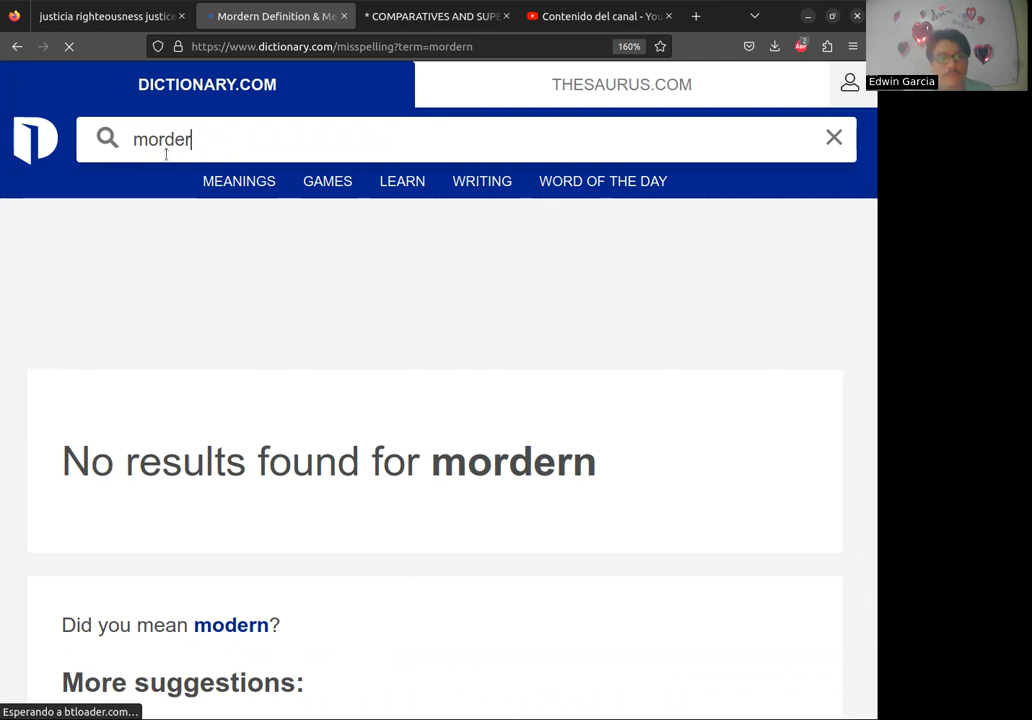 justicia righteousness justice
Mordern Definition & Me
* COMPARATIVES AND SUPE
Contenido del canal - You
https://www.dictionary.com/misspelling?term=mordern
160%
Edwin Garcia
DICTIONARY.COM
THESAURUS.COM
morder
MEANINGS
GAMES
LEARN
WRITING
WORD OF THE DAY
No results found for mordern
Did you mean modern?
More suggestions:
Esperando a btloader.com…